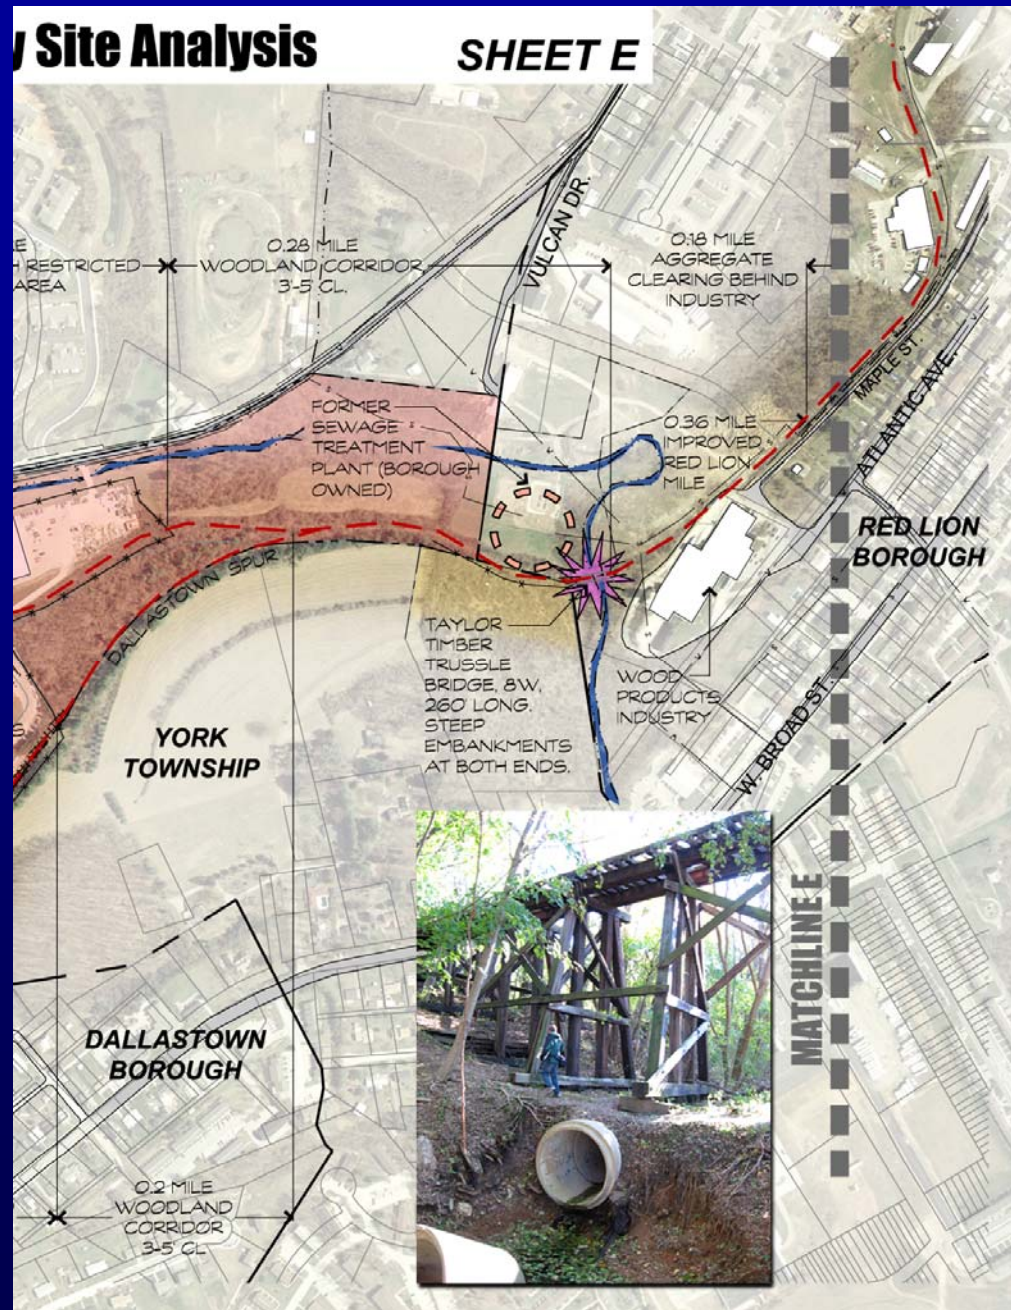 y Site Analysis
SHEET E
RESTRICTED
AREA
0.28 MILE
WOODLAND CORRIDOR
3'-5' CL.
VULCAN DR.
0.18 MILE
AGGREGATE
CLEARING BEHIND
INDUSTRY
MAPLE ST.
ATLANTIC AVE.
FORMER
SEWAGE
TREATMENT
PLANT (BOROUGH
OWNED)
0.36 MILE
IMPROVED
RED LION
MILE
RED LION
BOROUGH
DALLASTOWN SPUR
TAYLOR
TIMBER
TRUSSLE
BRIDGE, 8W,
260' LONG.
STEEP
EMBANKMENTS
AT BOTH ENDS.
WOOD
PRODUCTS
INDUSTRY
W. BROAD ST.
YORK
TOWNSHIP
MATCHLINE E
DALLASTOWN
BOROUGH
0.2 MILE
WOODLAND
CORRIDOR
3-5' CL